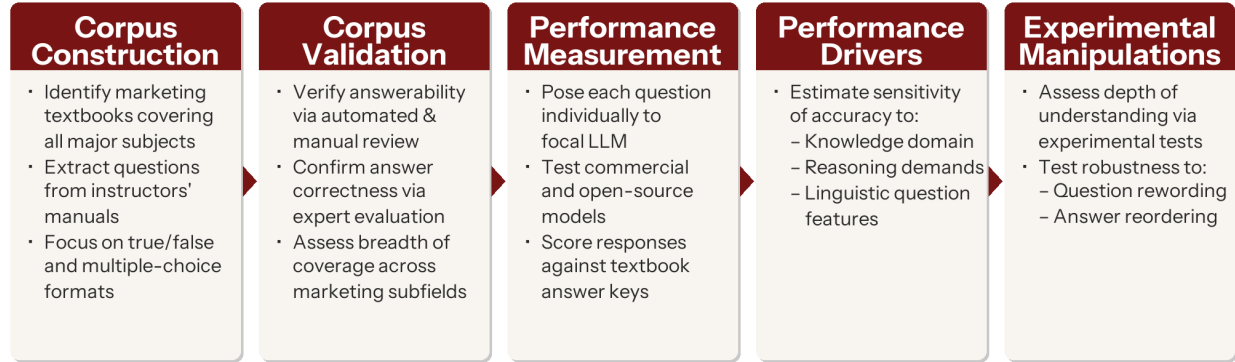 Corpus
Construction
· Identify marketing
textbooks covering
all major subjects
· Extract questions
from instructors'
manuals
· Focus on true/false
and multiple-choice
formats
Corpus
Validation
· Verify answerability
via automated &
manual review
· Confirm answer
correctness via
expert evaluation
· Assess breadth of
coverage across
marketing subfields
Performance
Measurement
· Pose each question
individually to
focal LLM
· Test commercial
and open-source
models
· Score responses
against textbook
answer keys
Performance
Drivers
· Estimate sensitivity
of accuracy to:
– Knowledge domain
– Reasoning demands
– Linguistic question
features
Experimental
Manipulations
· Assess depth of
understanding via
experimental tests
· Test robustness to:
– Question rewording
– Answer reordering